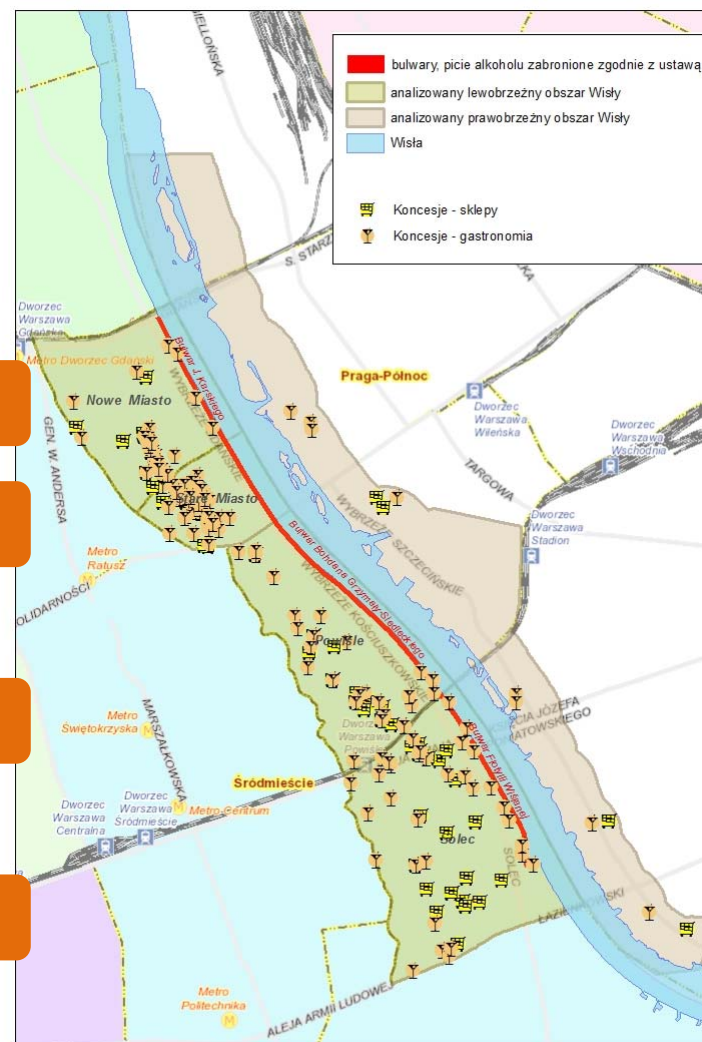 bulwary, picie alkoholu zabronione zgodnie z ustawą
analizowany lewobrzeżny obszar Wisły
analizowany prawobrzeżny obszar Wisły
Wisła
Koncesje - sklepy
Koncesje - gastronomia
S. STARZ
Dworzec
Warszawa
Gdańska
Metro Dworzec Gdański
Bulwar J. Karskiego
Nowe Miasto
Praga-Północ
Dworzec
Warszawa
Wileńska
Dworzec
Warszawa
Wschodnia
GEN. W. ANDERSA
TARGOWA
Stare Miasto
WYBRZEŻE SZCZECIŃSKIE
Dworzec
Warszawa
Stadion
Metro
Ratusz
SOLIDARNOŚCI
Bulwar Bohdana Grzymały-Siedleckiego
WYBRZEŻE KOŚCIUSZKOWSKIE
Powiśle
MARSZAŁKOWSKA
Metro
Świętokrzyska
Dworzec
Warszawa
Powiśle
Bulwar Flotylli Wiślanej
Śródmieście
Dworzec
Warszawa
Centralna
Dworzec
Warszawa
Śródmieście
Metro Centrum
Solec
SOLEC
ŁAZIENKOWSKI
Metro
Politechnika
ALEJA ARMII LUDOWEJ